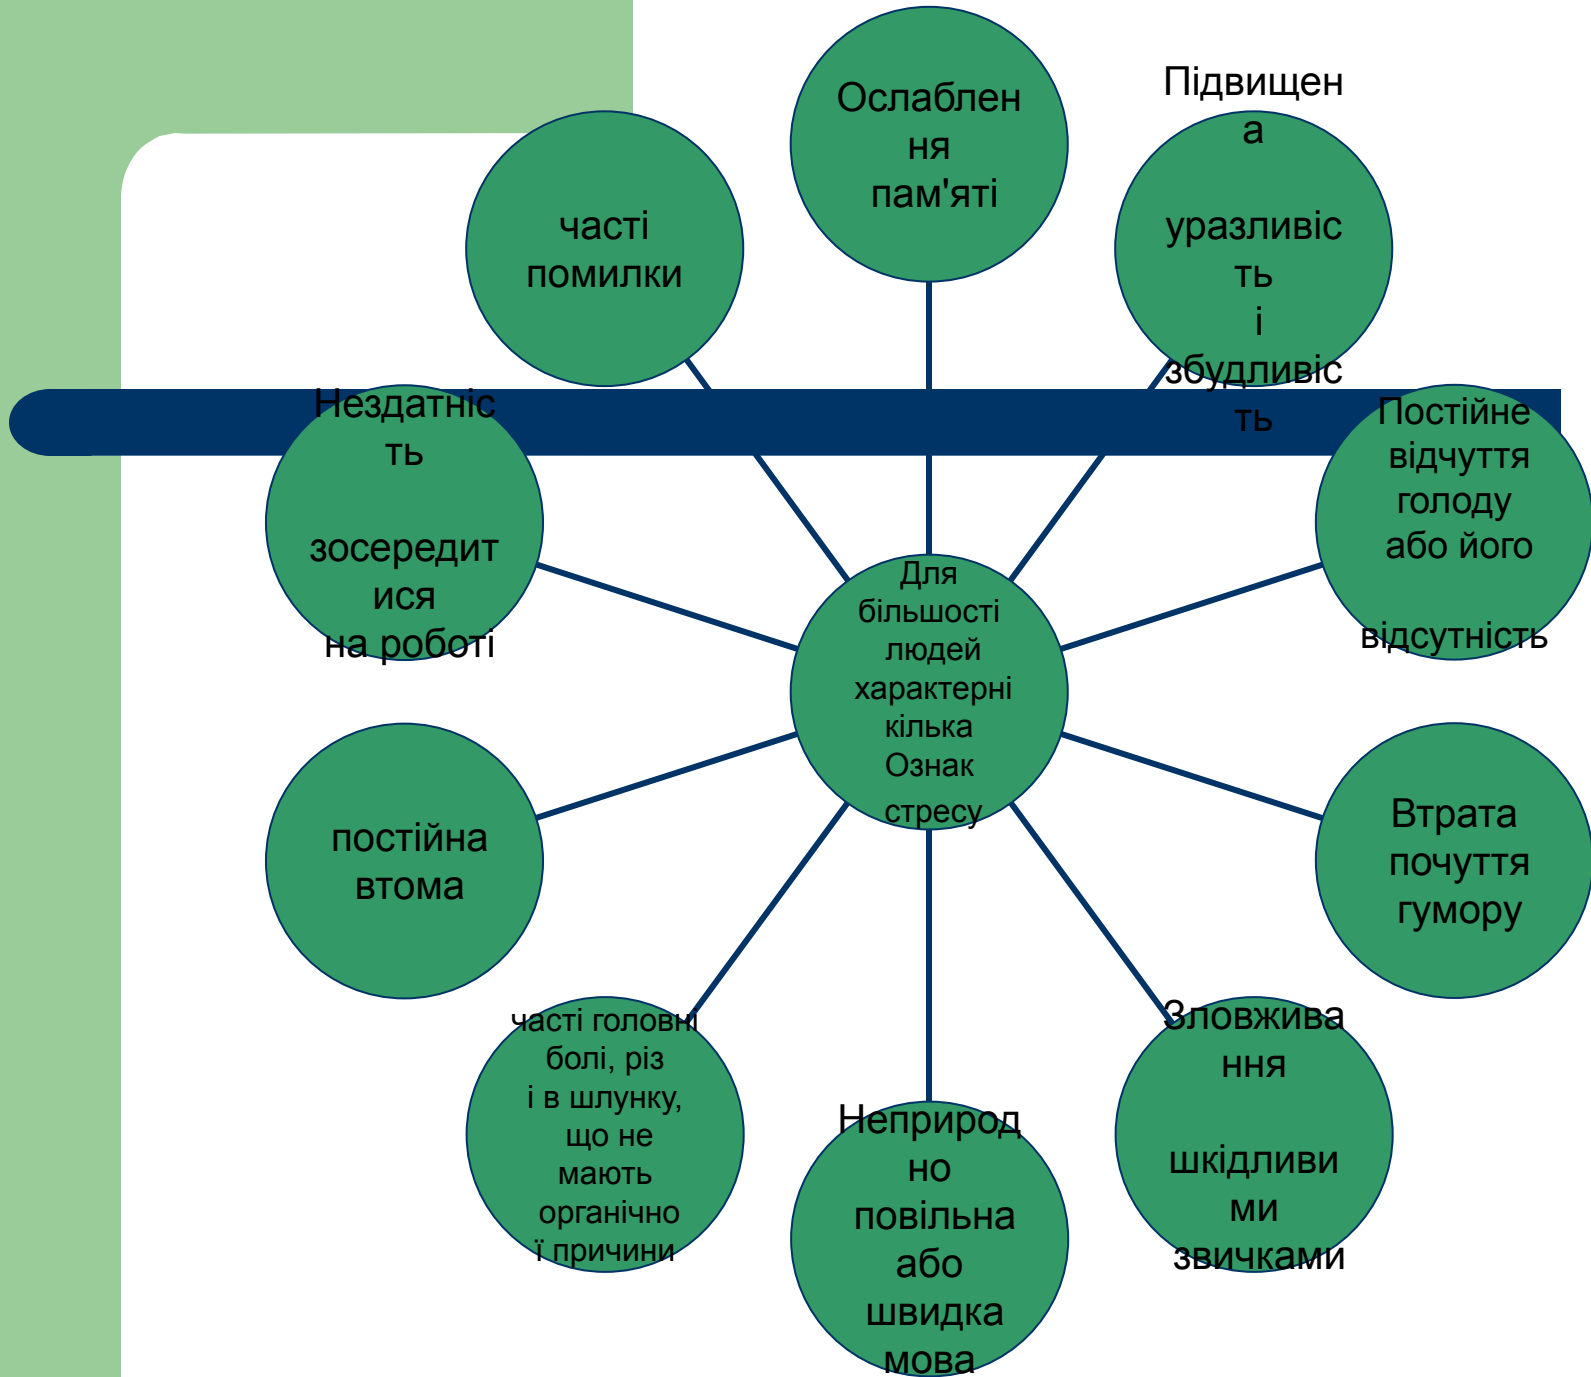 Ослаблен
ня
пам'яті
Підвищен
а
уразливіс
ть
і
збудливіс
ть
Постійне
відчуття
голоду
або його
відсутність
Втрата
почуття
гумору
Зловжива
ння
шкідливи
ми
звичками
Неприрод
но
повільна
або
швидка
мова
часті головні
болі, різ
і в шлунку,
що не
мають
органічно
ї причини
постійна
втома
Нездатніс
ть
зосередит
ися
на роботі
часті
помилки
Для
більшості
людей
характерні
кілька
Ознак
стресу